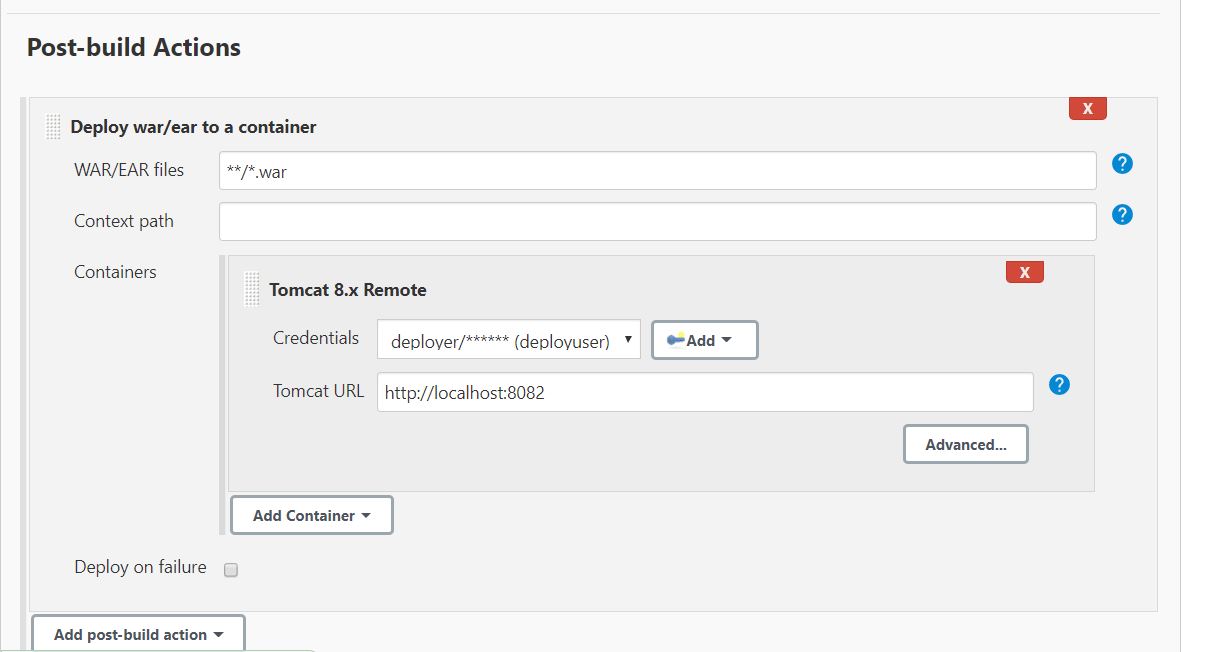 Post-build Actions
X
Deploy war/ear to a container
WAR/EAR files
**/*.war
?
Context path
?
Containers
X
Tomcat 8.x Remote
Credentials
deployer/****** (deployuser)
Add
Tomcat URL
http://localhost:8082
?
Advanced...
Add Container
Deploy on failure
Add post-build action